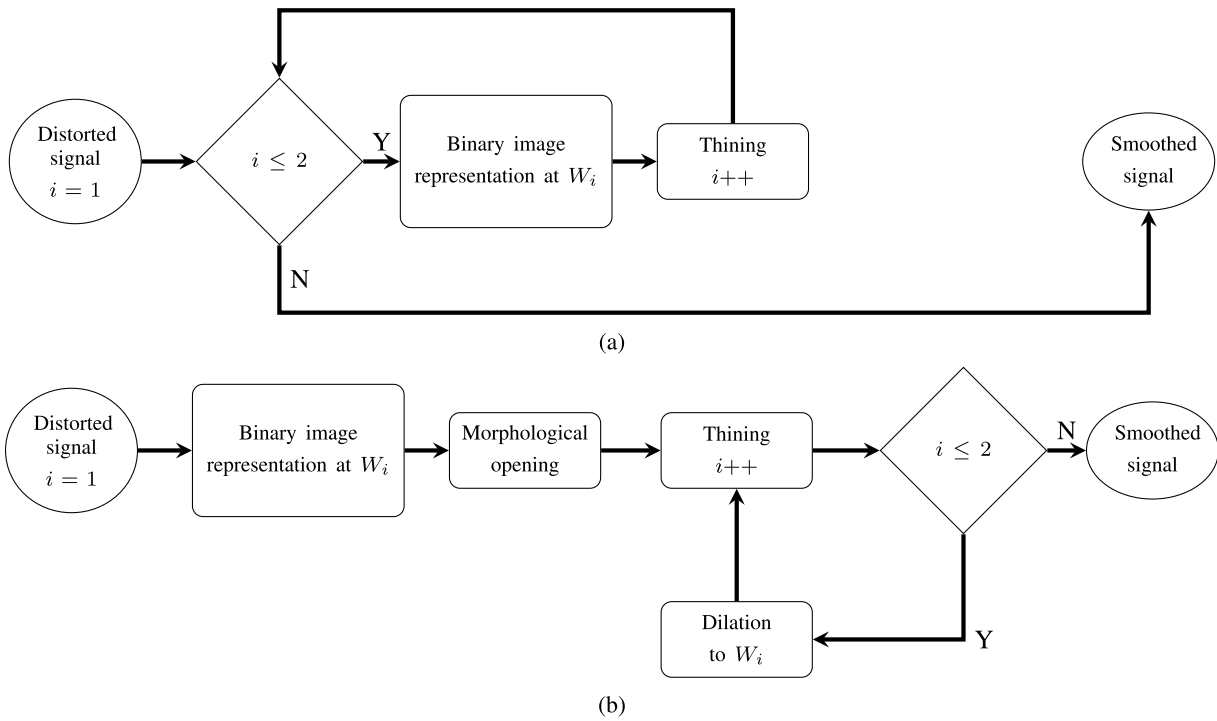 Distorted
signal
i = 1
i ≤ 2
Y
Binary image
representation at W_i
Thining
i++
Smoothed
signal
N
(a)
Distorted
signal
i = 1
Binary image
representation at W_i
Morphological
opening
Thining
i++
i ≤ 2
N
Smoothed
signal
Dilation
to W_i
Y
(b)